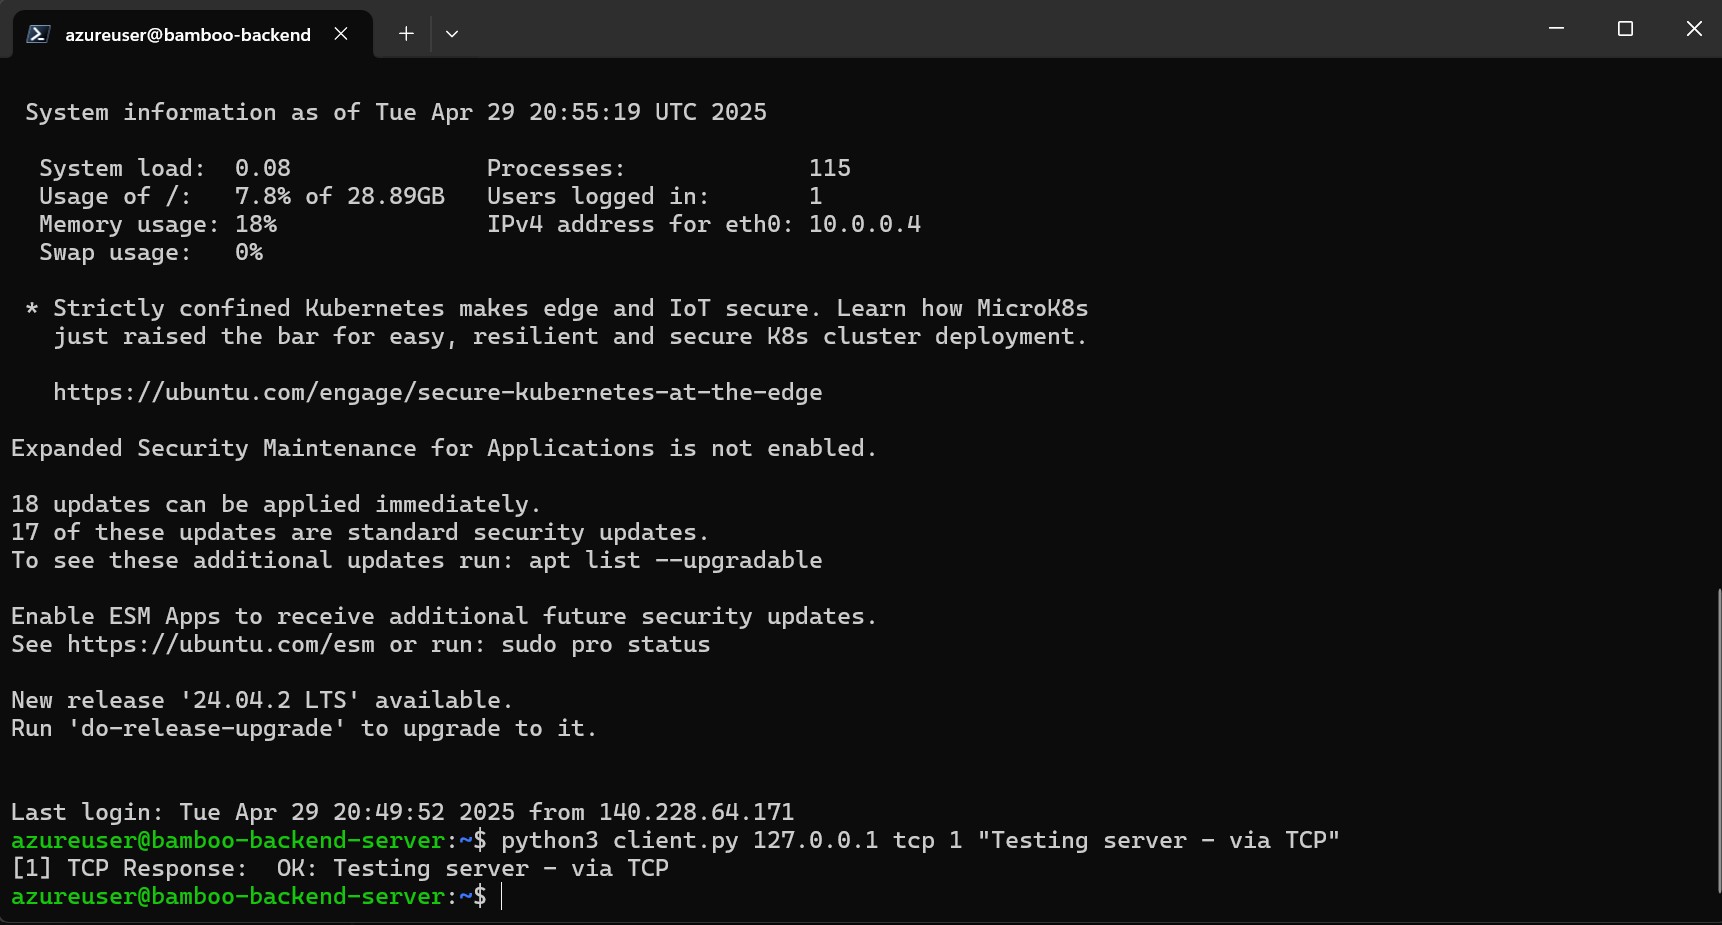 azureuser@bamboo-backend
System information as of Tue Apr 29 20:55:19 UTC 2025
System load:  0.08              Processes:             115
Usage of /:   7.8% of 28.89GB   Users logged in:       1
Memory usage: 18%               IPv4 address for eth0: 10.0.0.4
Swap usage:   0%
* Strictly confined Kubernetes makes edge and IoT secure. Learn how MicroK8s
just raised the bar for easy, resilient and secure K8s cluster deployment.
https://ubuntu.com/engage/secure-kubernetes-at-the-edge
Expanded Security Maintenance for Applications is not enabled.
18 updates can be applied immediately.
17 of these updates are standard security updates.
To see these additional updates run: apt list --upgradable
Enable ESM Apps to receive additional future security updates.
See https://ubuntu.com/esm or run: sudo pro status
New release '24.04.2 LTS' available.
Run 'do-release-upgrade' to upgrade to it.
Last login: Tue Apr 29 20:49:52 2025 from 140.228.64.171
azureuser@bamboo-backend-server:~$ python3 client.py 127.0.0.1 tcp 1 "Testing server - via TCP"
[1] TCP Response:  OK: Testing server - via TCP
azureuser@bamboo-backend-server:~$